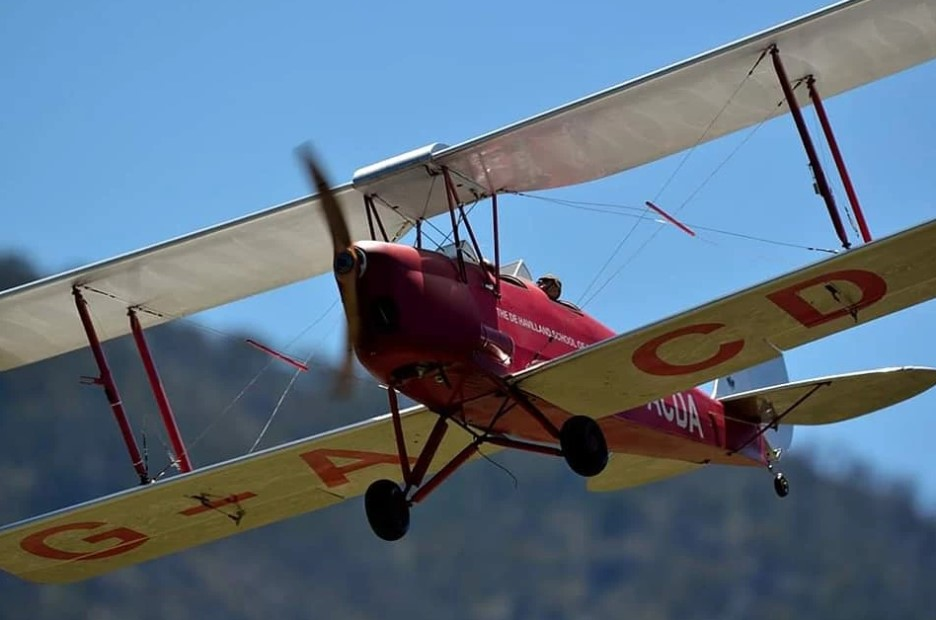 THE DE HAVILLAND SCHOOL OF
G-A
CD
ACDA